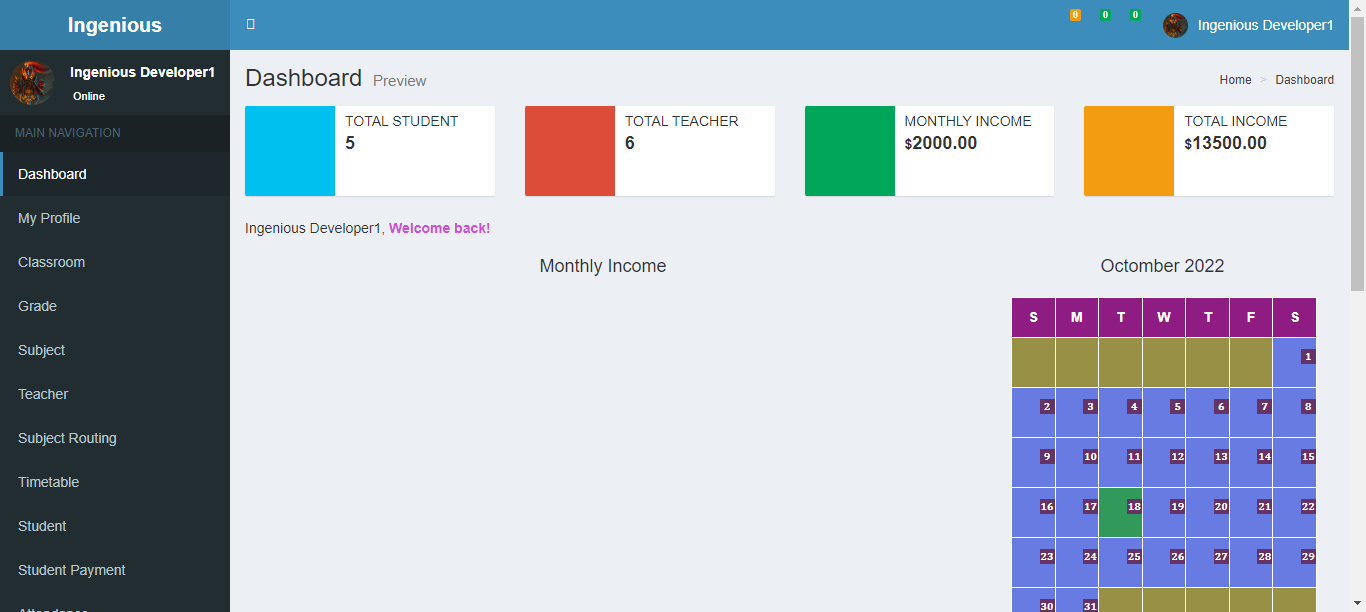 Ingenious
0 0 0 Ingenious Developer1
Ingenious Developer1
Online
MAIN NAVIGATION
Dashboard
My Profile
Classroom
Grade
Subject
Teacher
Subject Routing
Timetable
Student
Student Payment
Attendance
Dashboard Preview
Home > Dashboard
TOTAL STUDENT
5
TOTAL TEACHER
6
MONTHLY INCOME
$2000.00
TOTAL INCOME
$13500.00
Ingenious Developer1, Welcome back!
Monthly Income
Octomber 2022
S M T W T F S
1
2 3 4 5 6 7 8
9 10 11 12 13 14 15
16 17 18 19 20 21 22
23 24 25 26 27 28 29
30 31